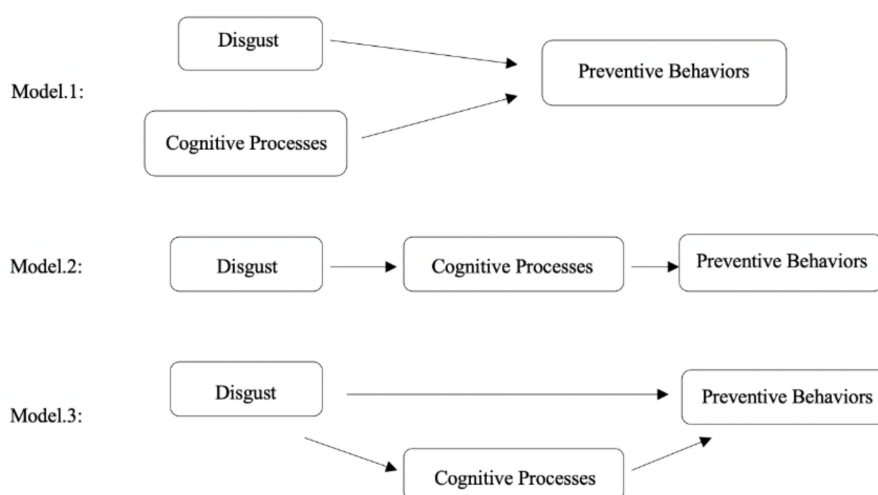 Disgust
Preventive Behaviors
Model.1:
Cognitive Processes
Model.2:
Disgust
Cognitive Processes
Preventive Behaviors
Disgust
Preventive Behaviors
Model.3:
Cognitive Processes